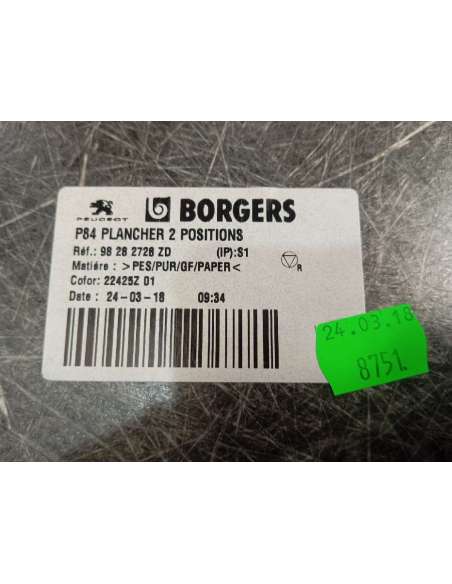 PEUGEOT BORGERS
P84 PLANCHER 2 POSITIONS
Réf.: 98 28 2728 ZD (IP):S1
Matiére : >PES/PUR/GF/PAPER<
R
Cofor: 22425Z 01
Date : 24-03-18 09:34
24.03.18
8751